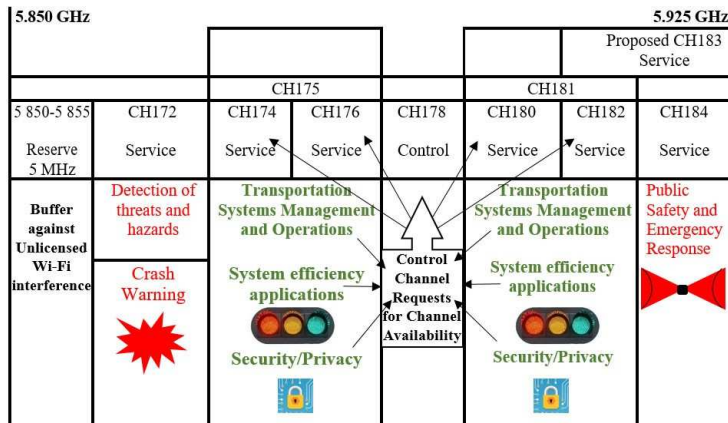 5.850 GHz
5.925 GHz
Proposed CH183
Service
CH175
CH181
5 850-5 855
Reserve
5 MHz
CH172
Service
CH174
Service
CH176
Service
CH178
Control
CH180
Service
CH182
Service
CH184
Service
Buffer
against
Unlicensed
Wi-Fi
interference
Detection of
threats and
hazards
Crash
Warning
Transportation
Systems Management
and Operations
System efficiency
applications
Security/Privacy
Control
Channel
Requests
for Channel
Availability
Transportation
Systems Management
and Operations
System efficiency
applications
Security/Privacy
Public
Safety and
Emergency
Response